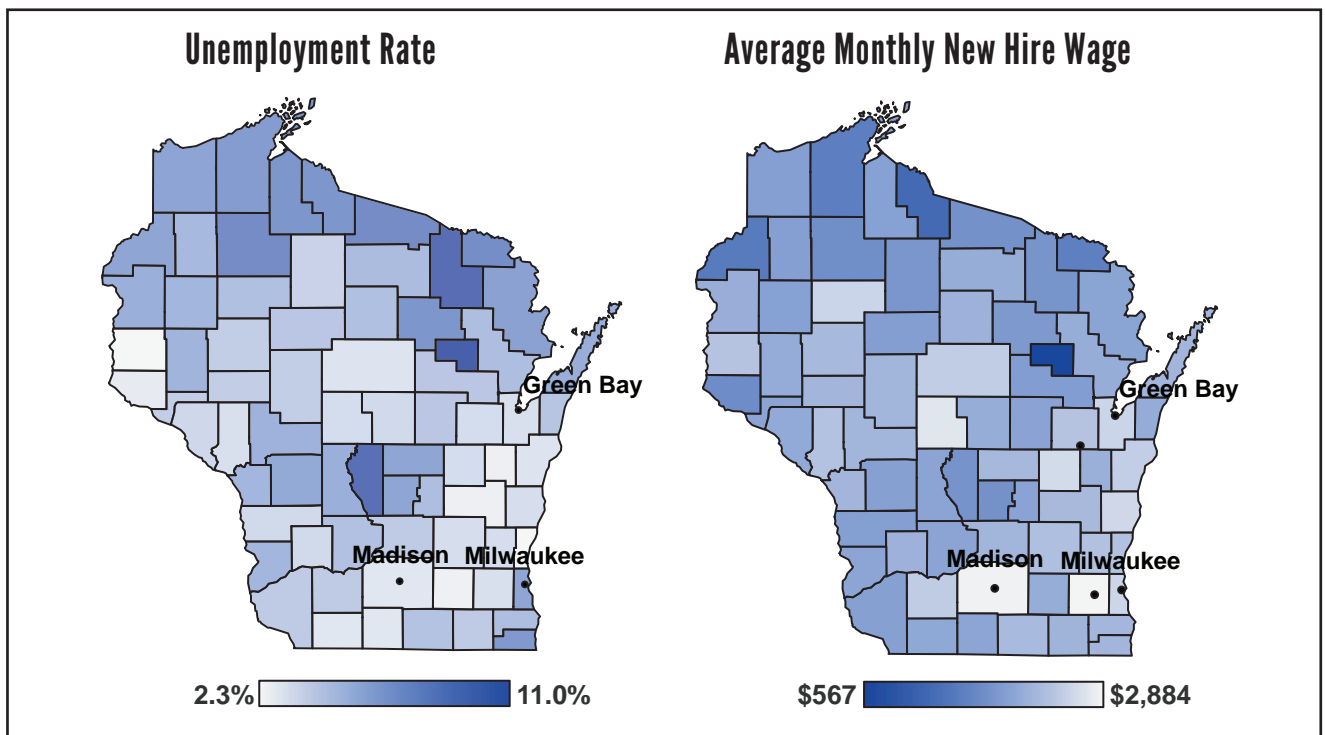 Unemployment Rate
Average Monthly New Hire Wage
Green Bay
Green Bay
Madison Milwaukee
Madison Milwaukee
2.3% 11.0%
$567 $2,884